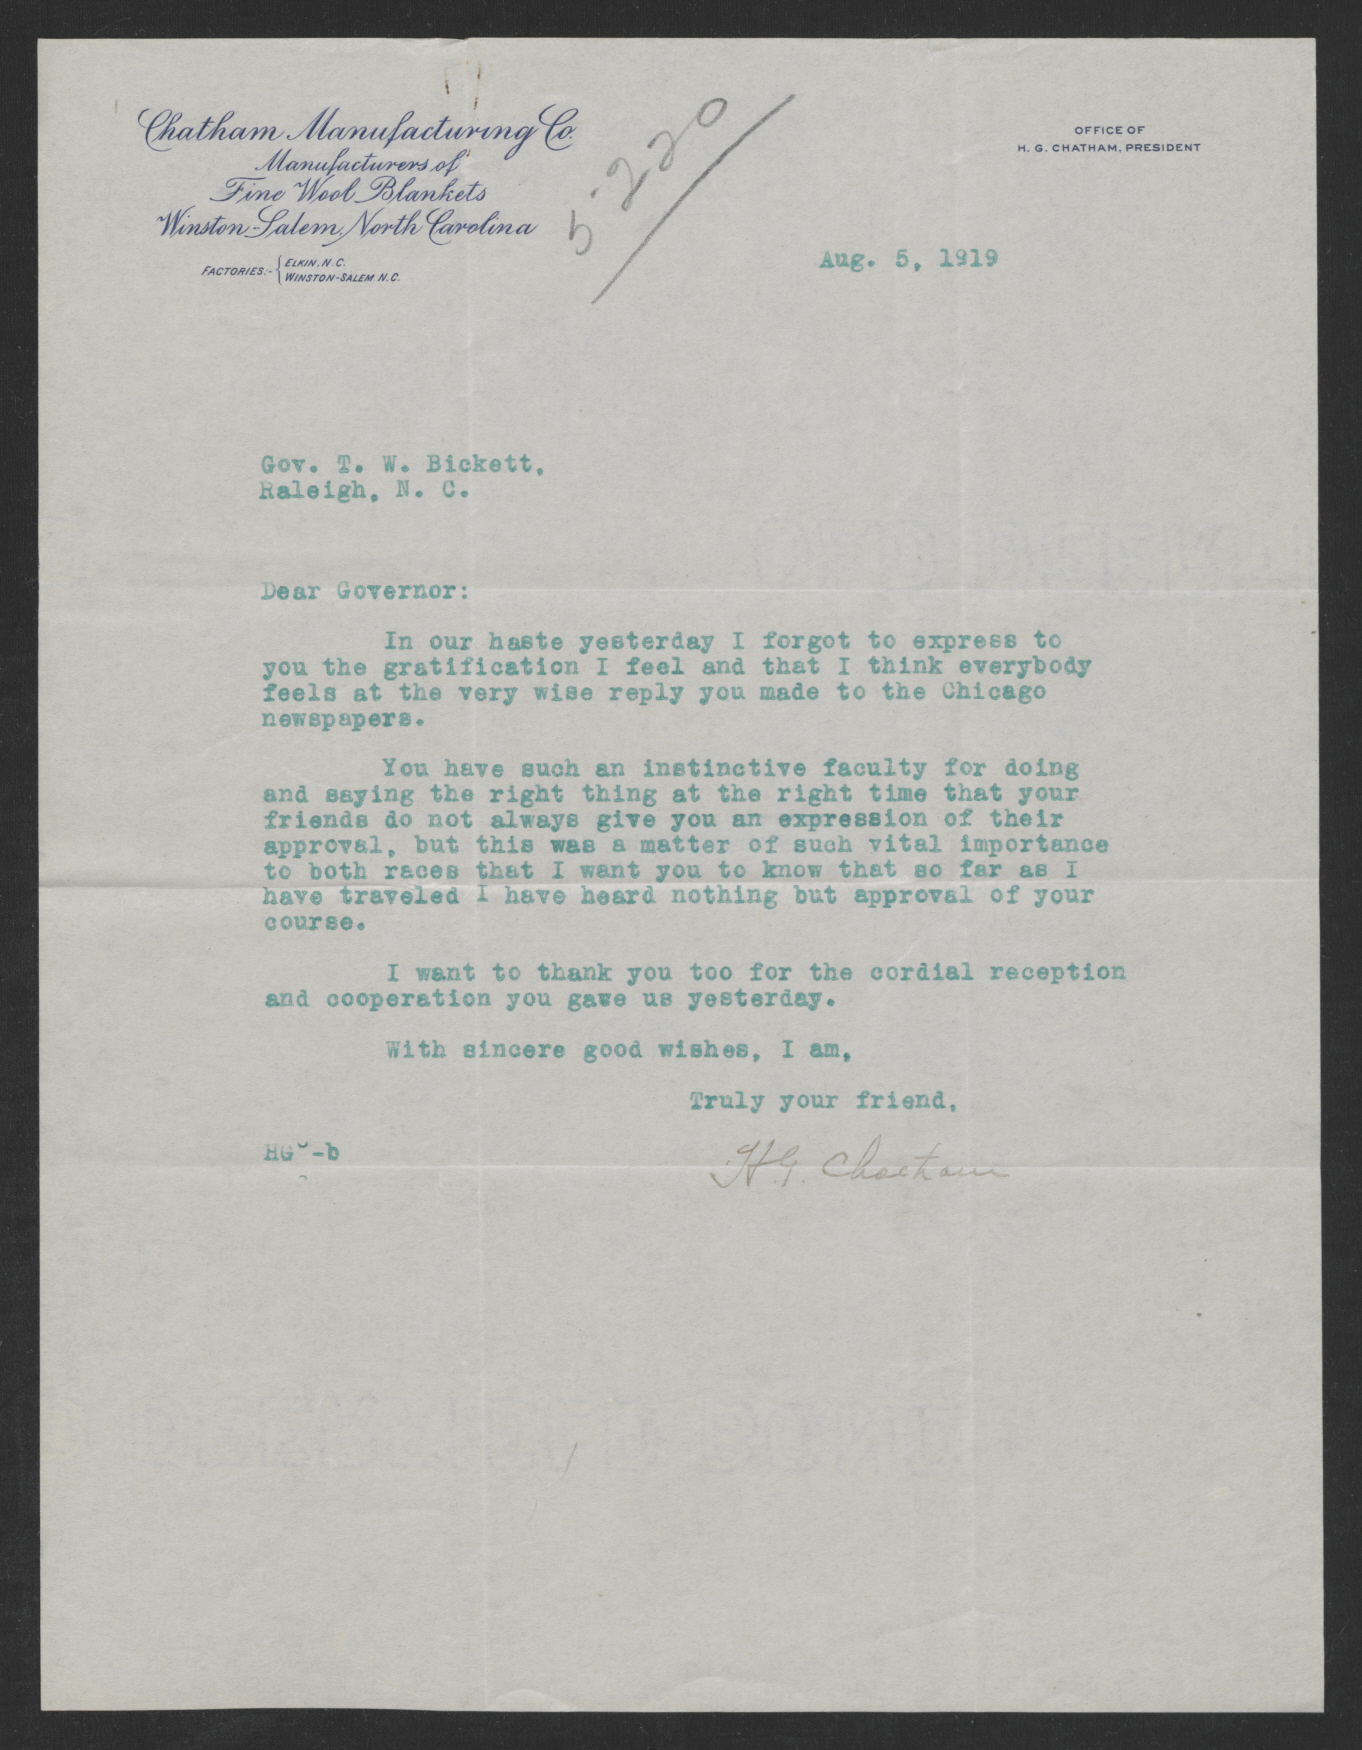 Chatham Manufacturing Co.
Manufacturers of
Fine Wool Blankets
Winston-Salem, North Carolina
FACTORIES:- { ELKIN, N.C.
WINSTON-SALEM N.C.
5-220
OFFICE OF
H. G. CHATHAM, PRESIDENT
Aug. 5, 1919
Gov. T. W. Bickett,
Raleigh, N. C.
Dear Governor:
In our haste yesterday I forgot to express to
you the gratification I feel and that I think everybody
feels at the very wise reply you made to the Chicago
newspapers.
You have such an instinctive faculty for doing
and saying the right thing at the right time that your
friends do not always give you an expression of their
approval, but this was a matter of such vital importance
to both races that I want you to know that so far as I
have traveled I have heard nothing but approval of your
course.
I want to thank you too for the cordial reception
and cooperation you gave us yesterday.
With sincere good wishes, I am,
Truly your friend,
H.G. Chatham
HGC-b